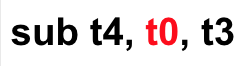 sub t4, t0, t3